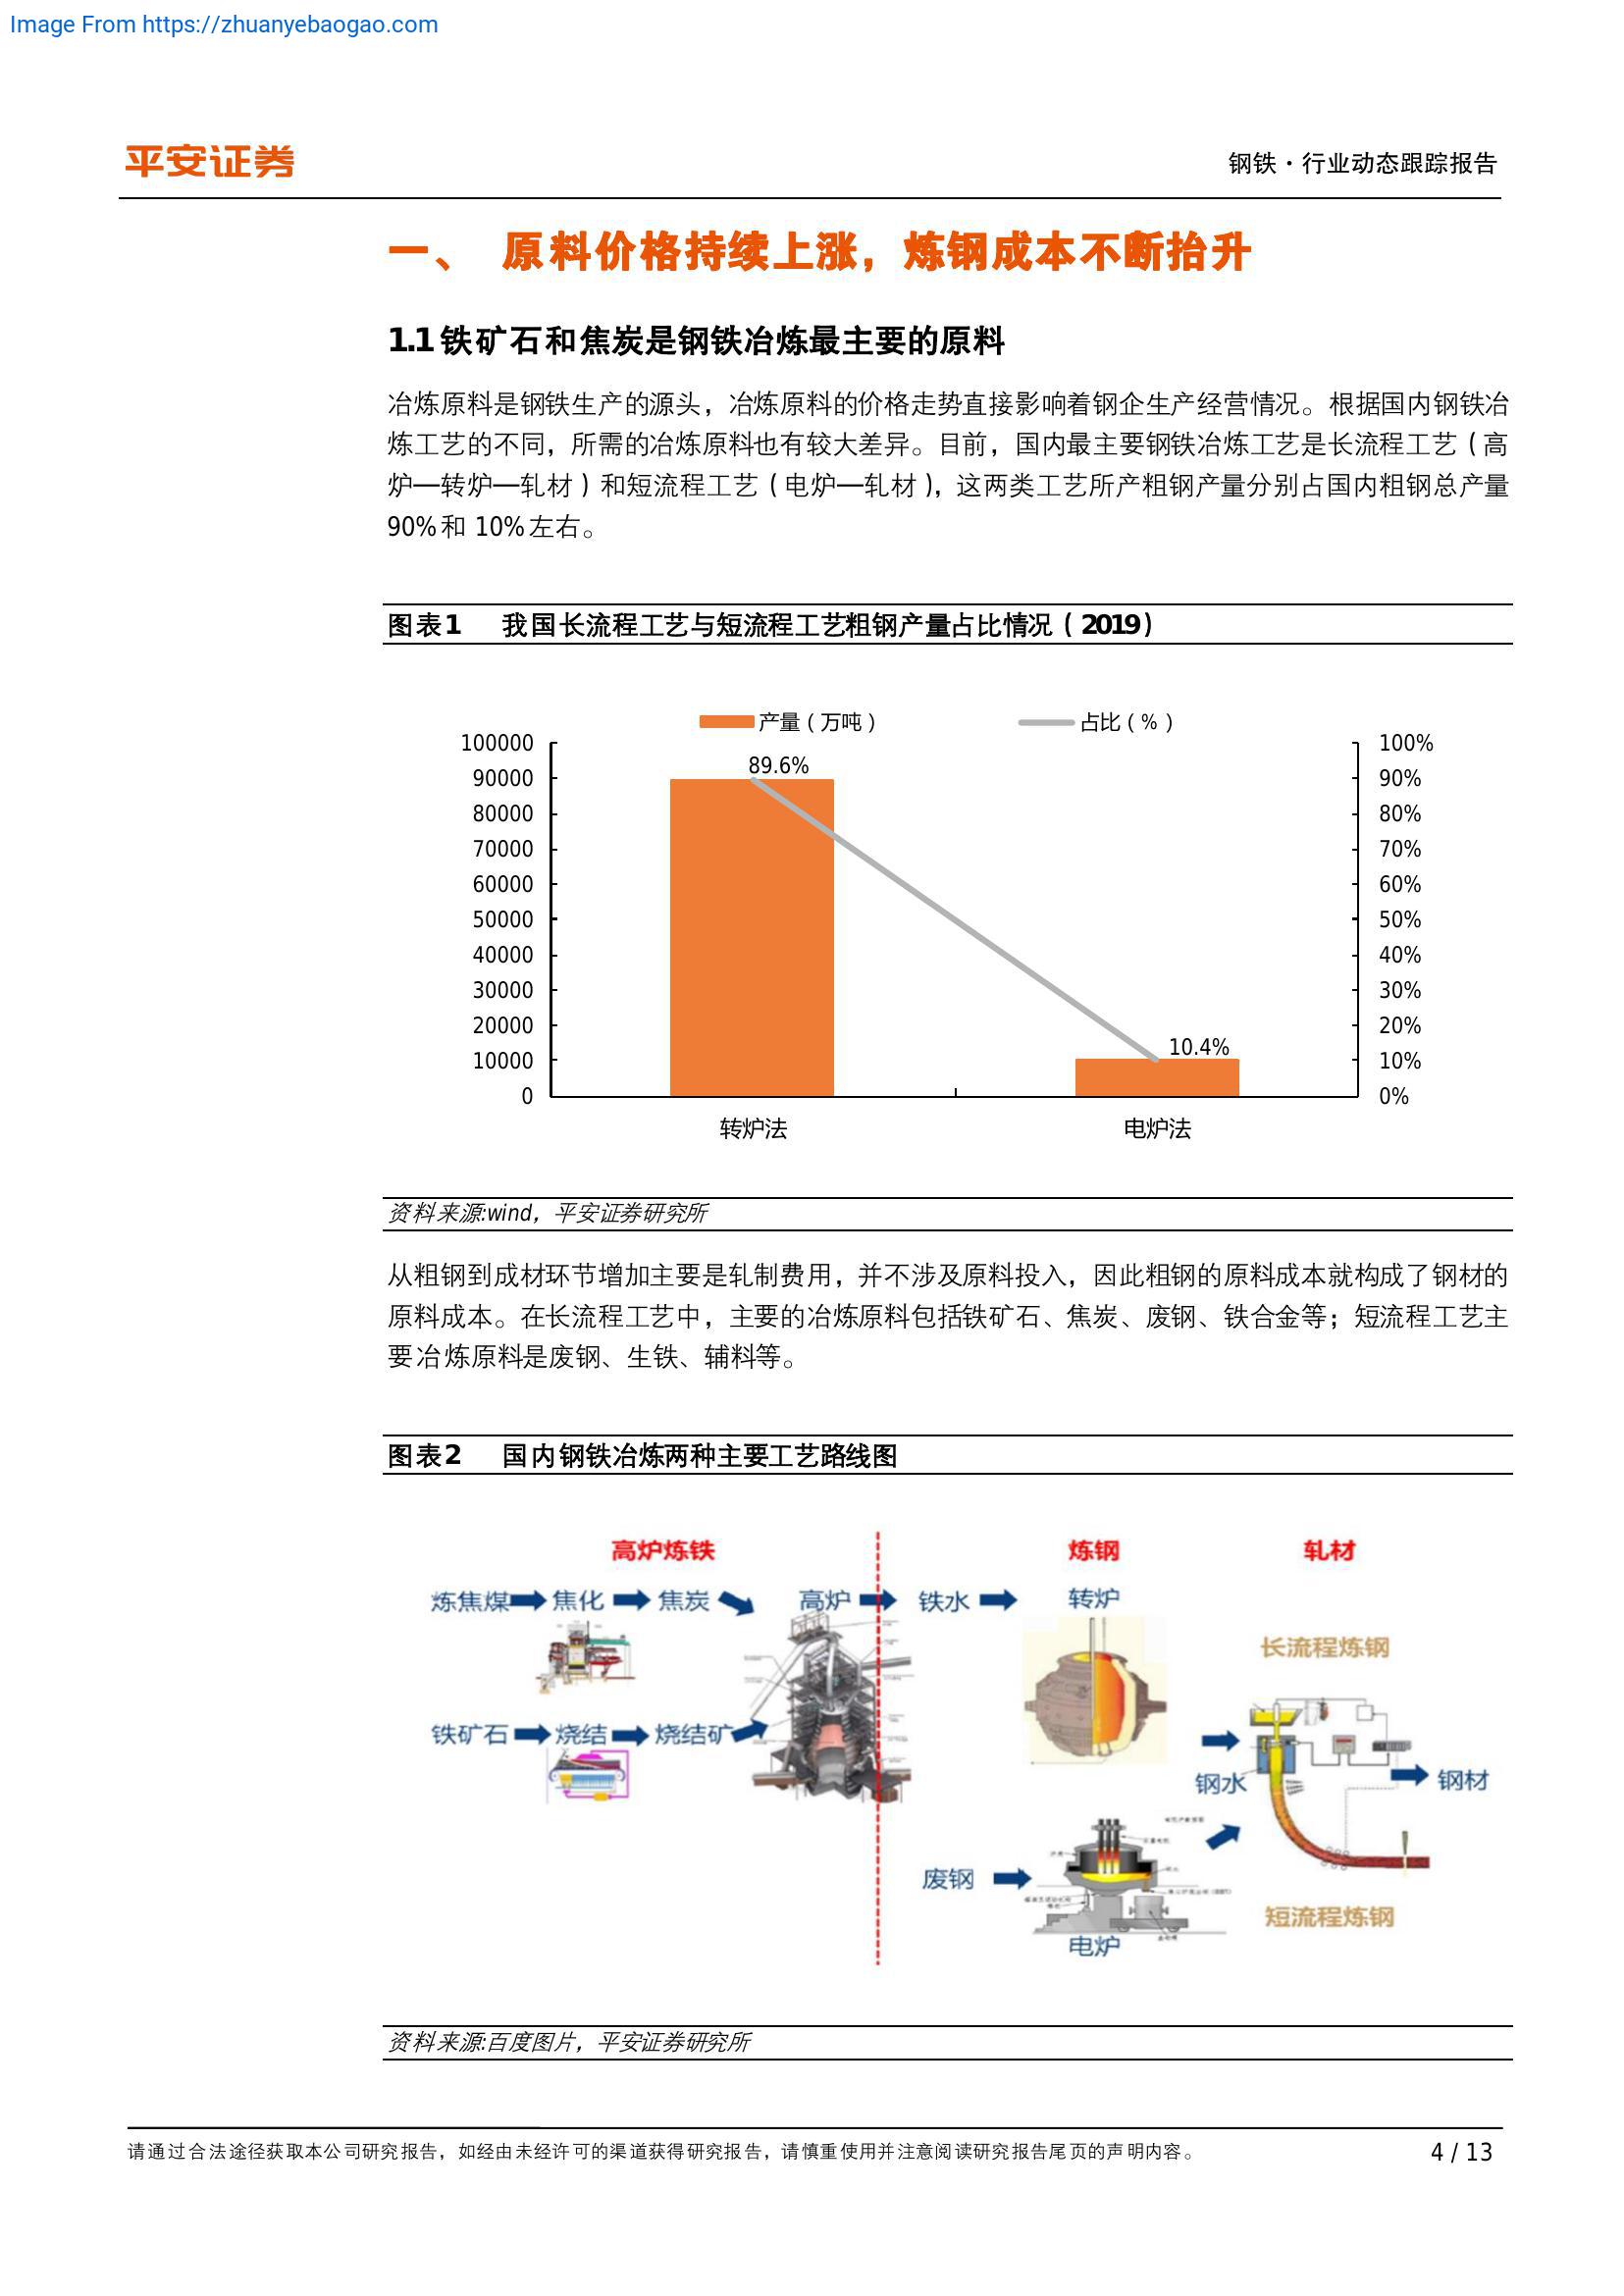 Image From https://zhuanyebaogao.com
平安证券
钢铁·行业动态跟踪报告
一、 原料价格持续上涨，炼钢成本不断抬升
1.1 铁矿石和焦炭是钢铁冶炼最主要的原料
冶炼原料是钢铁生产的源头，冶炼原料的价格走势直接影响着钢企生产经营情况。根据国内钢铁冶
炼工艺的不同，所需的冶炼原料也有较大差异。目前，国内最主要钢铁冶炼工艺是长流程工艺（高
炉—转炉—轧材）和短流程工艺（电炉—轧材），这两类工艺所产粗钢产量分别占国内粗钢总产量
90%和 10%左右。
图表1 我国长流程工艺与短流程工艺粗钢产量占比情况（2019）
产量（万吨） 占比（%）
100000 100%
89.6%
90000 90%
80000 80%
70000 70%
60000 60%
50000 50%
40000 40%
30000 30%
20000 20%
10.4%
10000 10%
0 0%
转炉法 电炉法
资料来源:wind，平安证券研究所
从粗钢到成材环节增加主要是轧制费用，并不涉及原料投入，因此粗钢的原料成本就构成了钢材的
原料成本。在长流程工艺中，主要的冶炼原料包括铁矿石、焦炭、废钢、铁合金等；短流程工艺主
要冶炼原料是废钢、生铁、辅料等。
图表2 国内钢铁冶炼两种主要工艺路线图
高炉炼铁 炼钢 轧材
炼焦煤 焦化 焦炭 高炉 铁水 转炉
长流程炼钢
铁矿石 烧结 烧结矿
钢水 钢材
废钢
短流程炼钢
电炉
资料来源:百度图片，平安证券研究所
请通过合法途径获取本公司研究报告，如经由未经许可的渠道获得研究报告，请慎重使用并注意阅读研究报告尾页的声明内容。
4 / 13